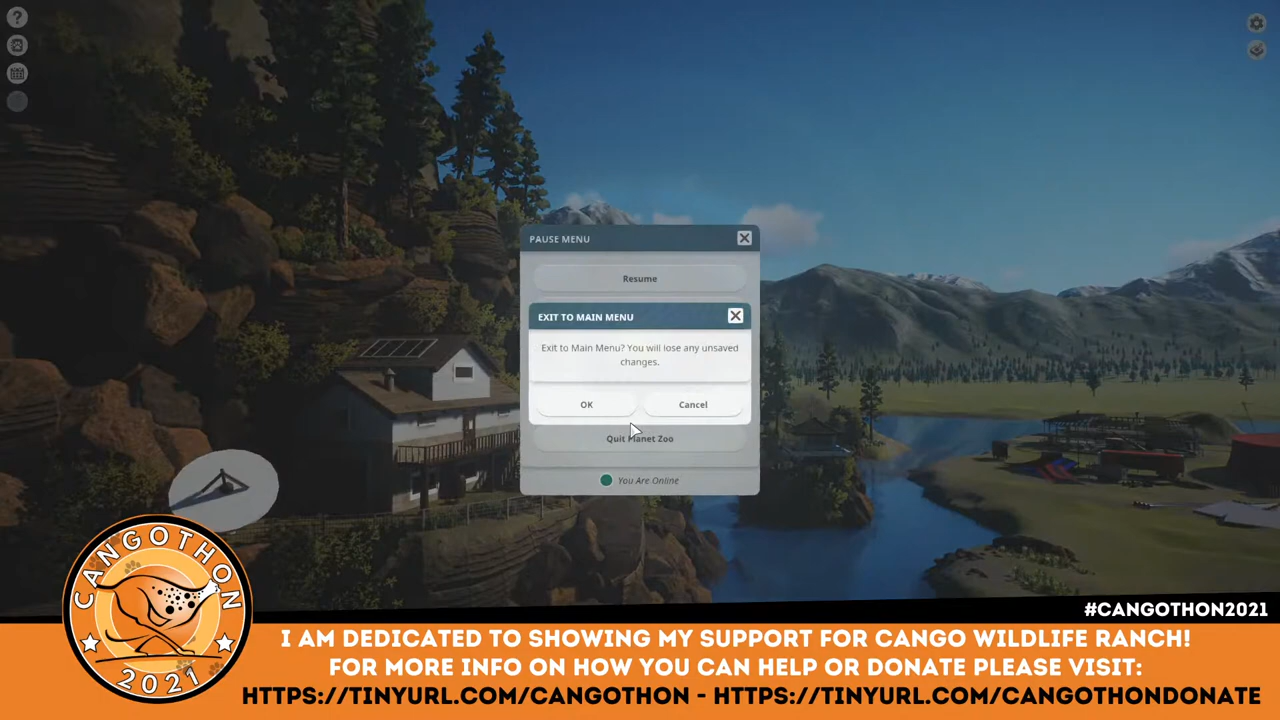 ?
PAUSE MENU
Resume
EXIT TO MAIN MENU
Exit to Main Menu? You will lose any unsaved
changes.
OK
Cancel
Quit Planet Zoo
You Are Online
CANGOTHON
2021
#CANGOTHON2021
I AM DEDICATED TO SHOWING MY SUPPORT FOR CANGO WILDLIFE RANCH!
FOR MORE INFO ON HOW YOU CAN HELP OR DONATE PLEASE VISIT:
HTTPS://TINYURL.COM/CANGOTHON - HTTPS://TINYURL.COM/CANGOTHONDONATE